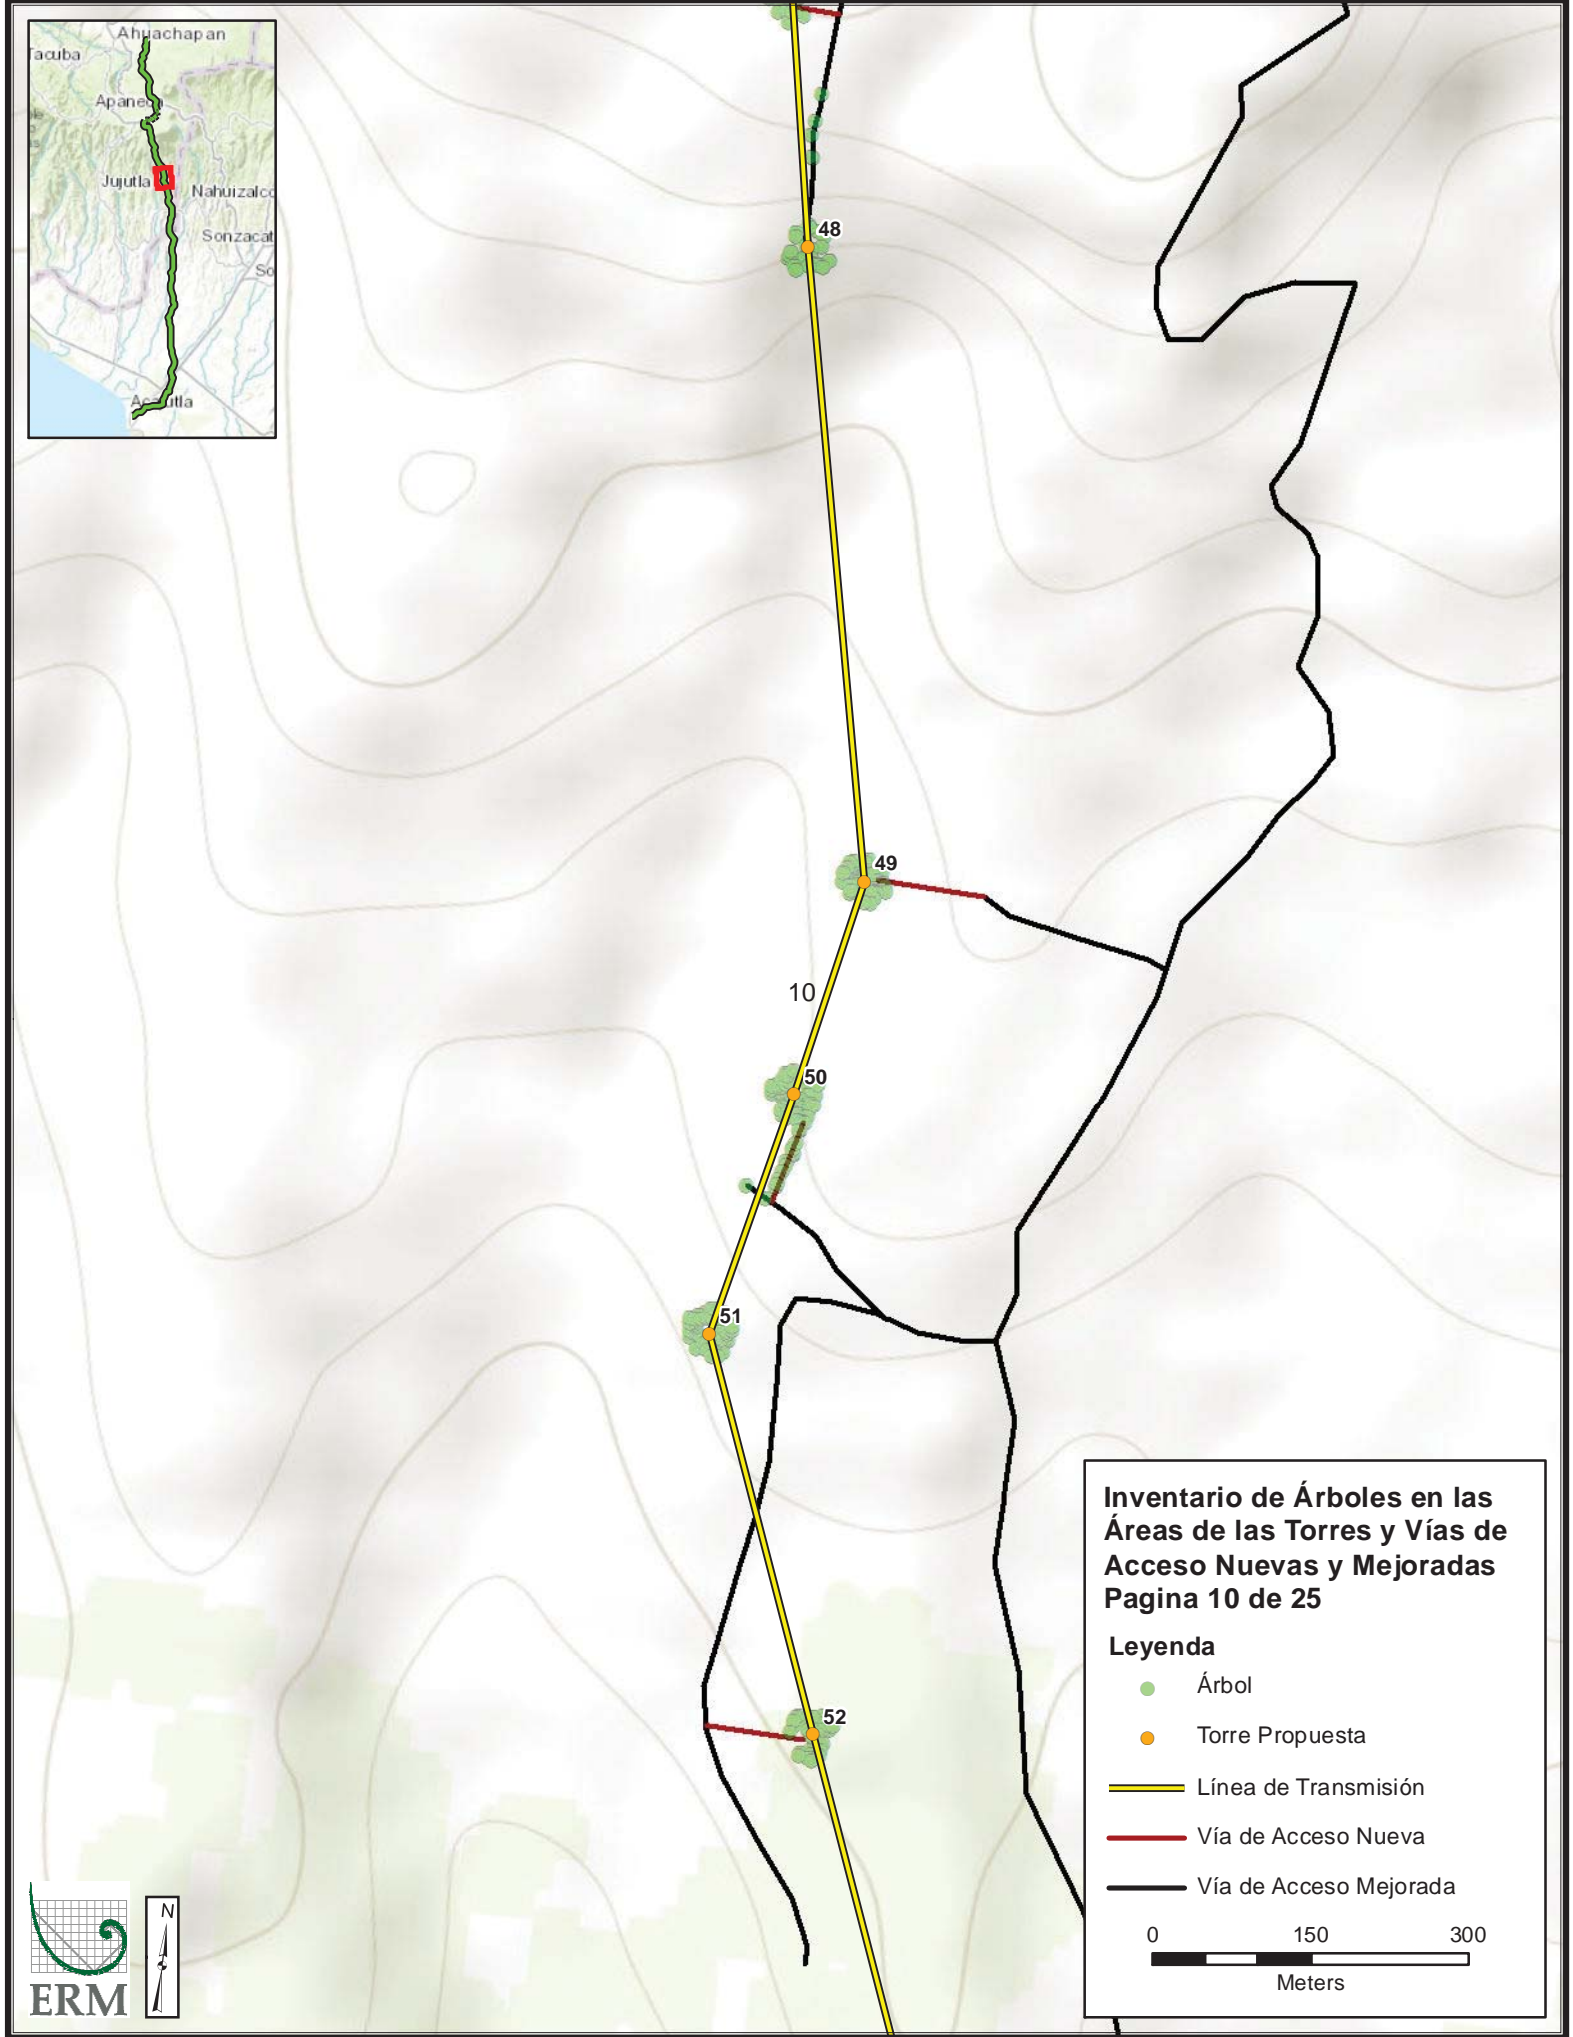 Ahuachapan
Tacuba
Apaneca
Jujutla
Nahuizalco
Sonzacat
So
Acajutla
48
49
10
50
51
52
Inventario de Árboles en las
Áreas de las Torres y Vías de
Acceso Nuevas y Mejoradas
Pagina 10 de 25
Leyenda
Árbol
Torre Propuesta
Línea de Transmisión
Vía de Acceso Nueva
Vía de Acceso Mejorada
0 150 300
Meters
ERM
N